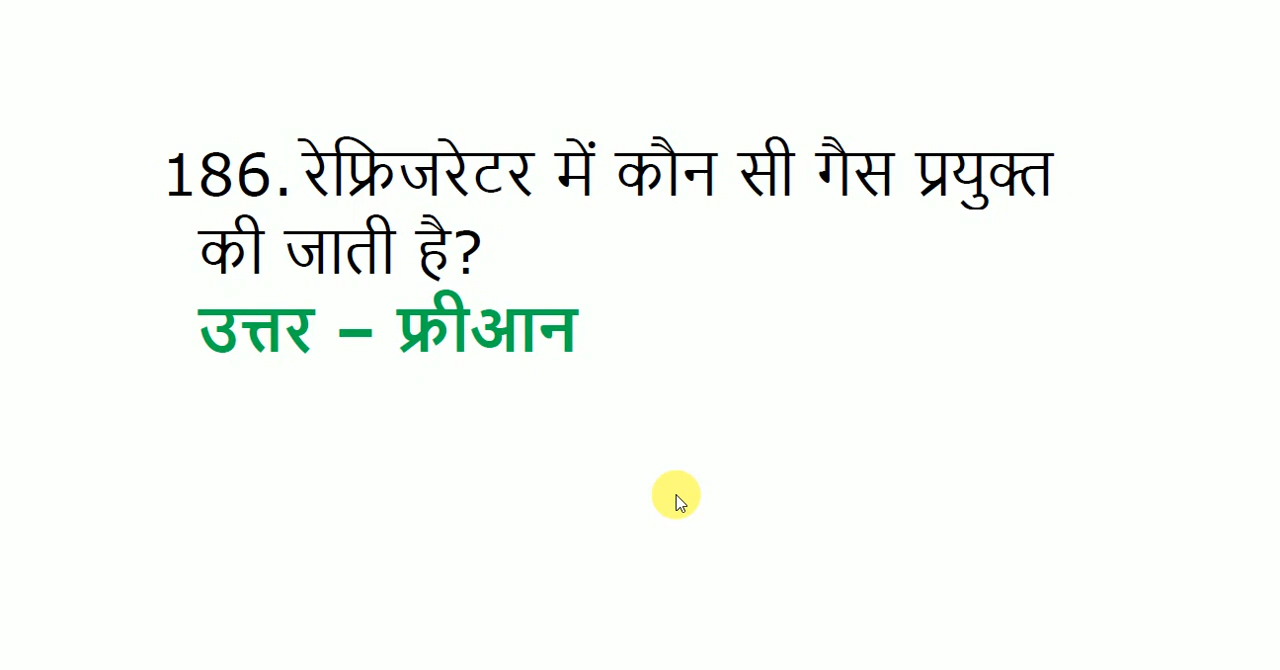 186. रेफ्रिजरेटर में कौन सी गैस प्रयुक्त
की जाती है?
उत्तर – फ्रीआन